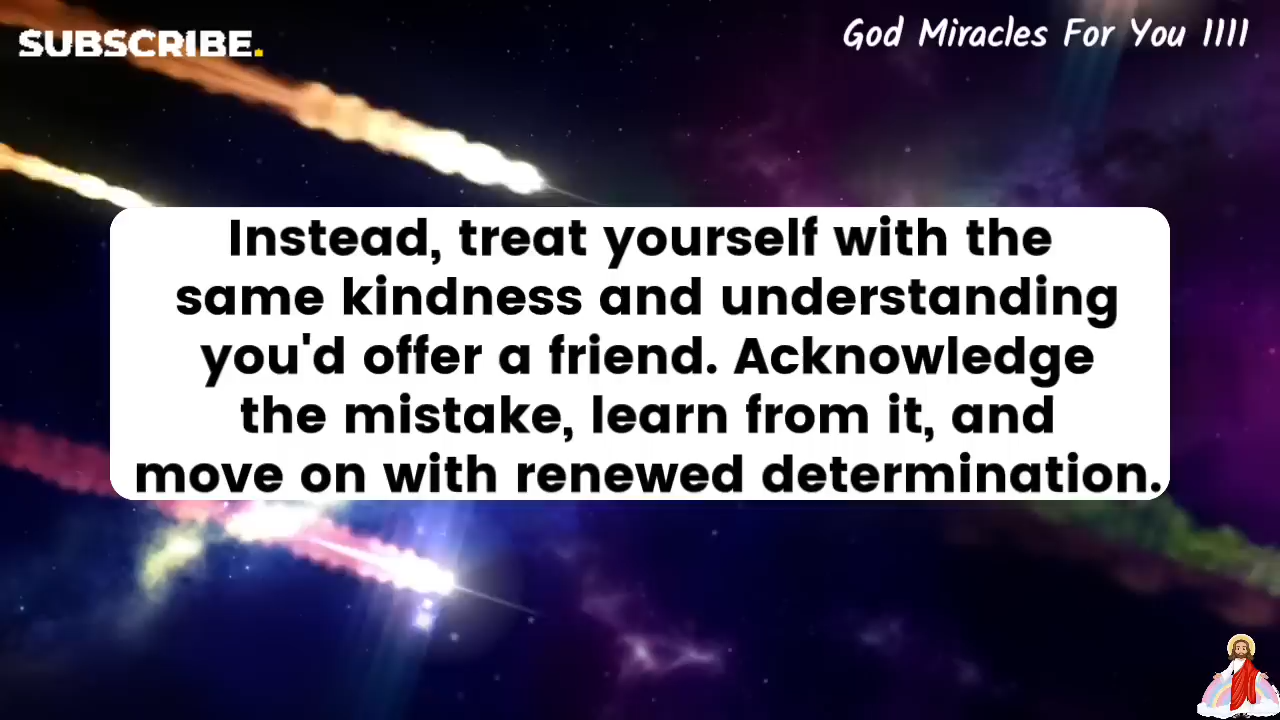 SUBSCRIBE.
God Miracles For You 1111
Instead, treat yourself with the
same kindness and understanding
you'd offer a friend. Acknowledge
the mistake, learn from it, and
move on with renewed determination.